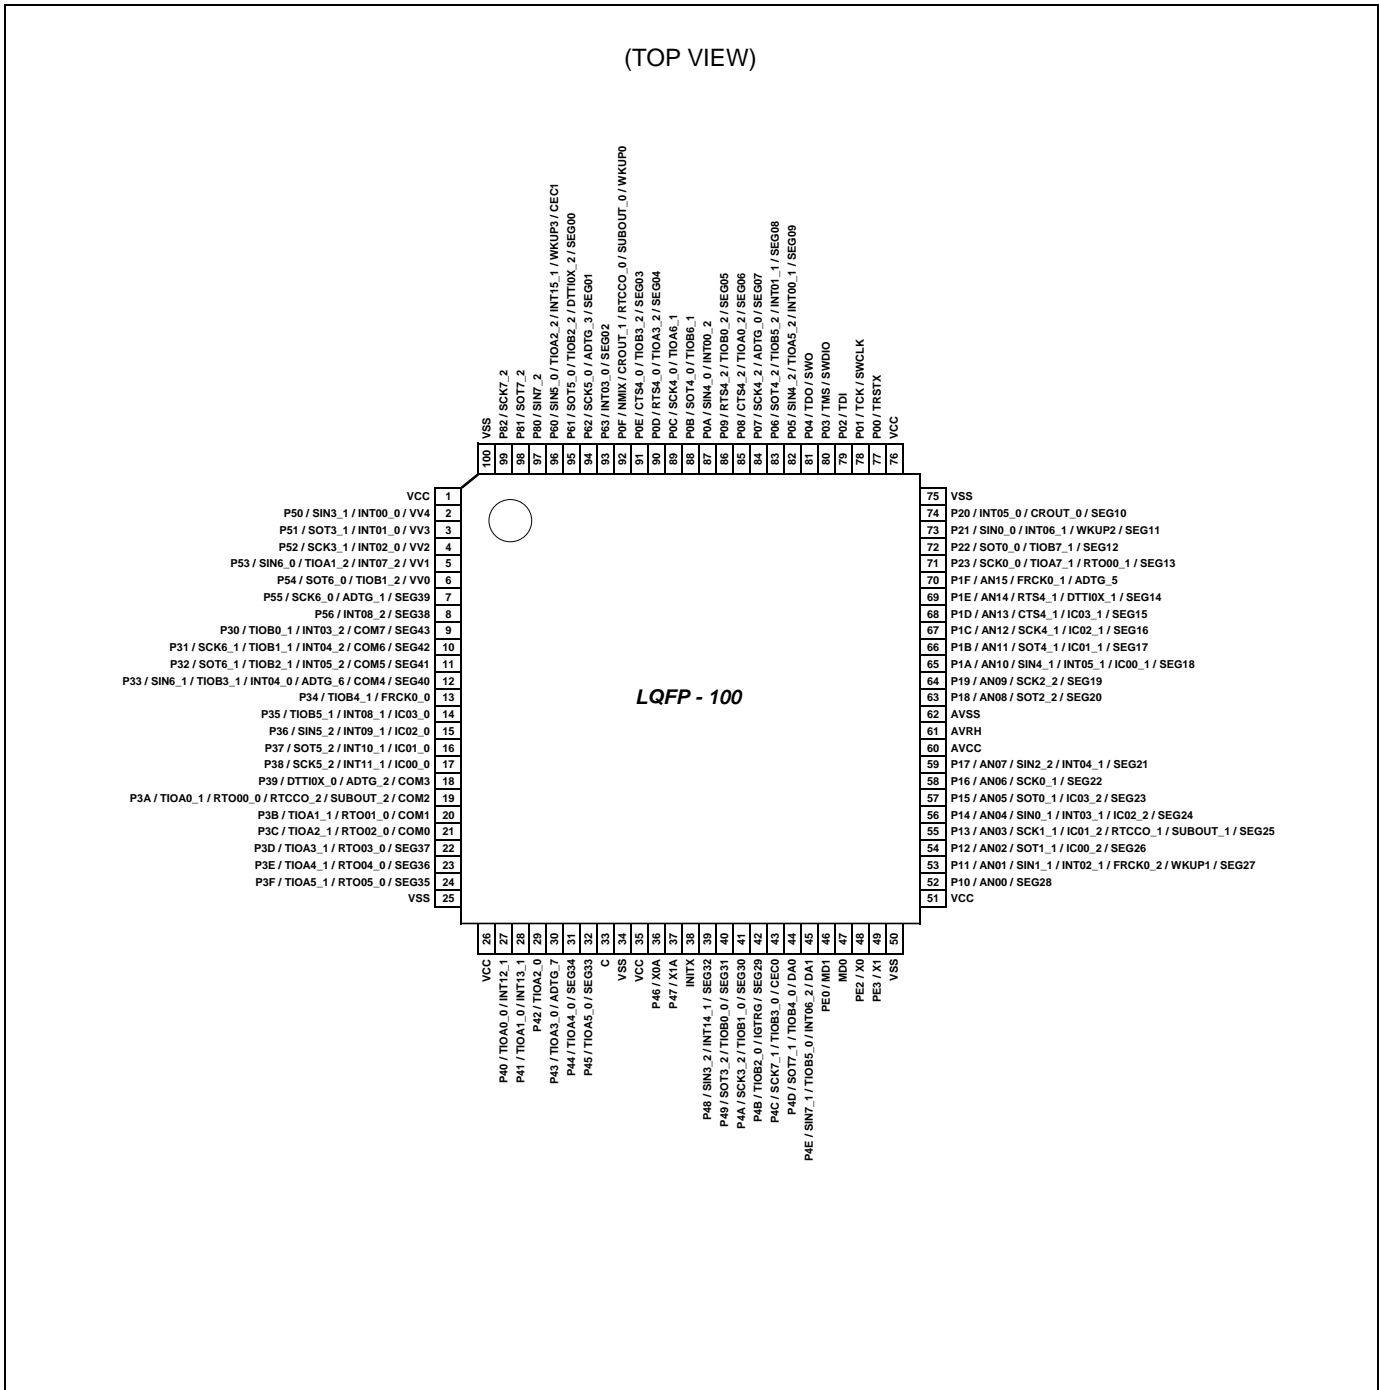 (TOP VIEW)
VSS
P82 / SCK7_2
P81 / SOT7_2
P80 / SIN7_2
P60 / SIN5_0 / TIOA2_2 / INT15_1 / WKUP3 / CEC1
P61 / SOT5_0 / TIOB2_2 / DTTI0X_2 / SEG00
P62 / SCK5_0 / ADTG_3 / SEG01
P63 / INT03_0 / SEG02
P0F / NMIX / CROUT_1 / RTCCO_0 / SUBOUT_0 / WKUP0
P0E / CTS4_0 / TIOB3_2 / SEG03
P0D / RTS4_0 / TIOA3_2 / SEG04
P0C / SCK4_0 / TIOA6_1
P0B / SOT4_0 / TIOB6_1
P0A / SIN4_0 / INT00_2
P09 / RTS4_2 / TIOB0_2 / SEG05
P08 / CTS4_2 / TIOA0_2 / SEG06
P07 / SCK4_2 / ADTG_0 / SEG07
P06 / SOT4_2 / TIOB5_2 / INT01_1 / SEG08
P05 / SIN4_2 / TIOA5_2 / INT00_1 / SEG09
P04 / TDO / SWO
P03 / TMS / SWDIO
P02 / TDI
P01 / TCK / SWCLK
P00 / TRSTX
VCC
100 99 98 97 96 95 94 93 92 91 90 89 88 87 86 85 84 83 82 81 80 79 78 77 76
VCC 1
P50 / SIN3_1 / INT00_0 / VV4 2
P51 / SOT3_1 / INT01_0 / VV3 3
P52 / SCK3_1 / INT02_0 / VV2 4
P53 / SIN6_0 / TIOA1_2 / INT07_2 / VV1 5
P54 / SOT6_0 / TIOB1_2 / VV0 6
P55 / SCK6_0 / ADTG_1 / SEG39 7
P56 / INT08_2 / SEG38 8
P30 / TIOB0_1 / INT03_2 / COM7 / SEG43 9
P31 / SCK6_1 / TIOB1_1 / INT04_2 / COM6 / SEG42 10
P32 / SOT6_1 / TIOB2_1 / INT05_2 / COM5 / SEG41 11
P33 / SIN6_1 / TIOB3_1 / INT04_0 / ADTG_6 / COM4 / SEG40 12
P34 / TIOB4_1 / FRCK0_0 13
P35 / TIOB5_1 / INT08_1 / IC03_0 14
P36 / SIN5_2 / INT09_1 / IC02_0 15
P37 / SOT5_2 / INT10_1 / IC01_0 16
P38 / SCK5_2 / INT11_1 / IC00_0 17
P39 / DTTI0X_0 / ADTG_2 / COM3 18
P3A / TIOA0_1 / RTO00_0 / RTCCO_2 / SUBOUT_2 / COM2 19
P3B / TIOA1_1 / RTO01_0 / COM1 20
P3C / TIOA2_1 / RTO02_0 / COM0 21
P3D / TIOA3_1 / RTO03_0 / SEG37 22
P3E / TIOA4_1 / RTO04_0 / SEG36 23
P3F / TIOA5_1 / RTO05_0 / SEG35 24
VSS 25
LQFP - 100
75 VSS
74 P20 / INT05_0 / CROUT_0 / SEG10
73 P21 / SIN0_0 / INT06_1 / WKUP2 / SEG11
72 P22 / SOT0_0 / TIOB7_1 / SEG12
71 P23 / SCK0_0 / TIOA7_1 / RTO00_1 / SEG13
70 P1F / AN15 / FRCK0_1 / ADTG_5
69 P1E / AN14 / RTS4_1 / DTTI0X_1 / SEG14
68 P1D / AN13 / CTS4_1 / IC03_1 / SEG15
67 P1C / AN12 / SCK4_1 / IC02_1 / SEG16
66 P1B / AN11 / SOT4_1 / IC01_1 / SEG17
65 P1A / AN10 / SIN4_1 / INT05_1 / IC00_1 / SEG18
64 P19 / AN09 / SCK2_2 / SEG19
63 P18 / AN08 / SOT2_2 / SEG20
62 AVSS
61 AVRH
60 AVCC
59 P17 / AN07 / SIN2_2 / INT04_1 / SEG21
58 P16 / AN06 / SCK0_1 / SEG22
57 P15 / AN05 / SOT0_1 / IC03_2 / SEG23
56 P14 / AN04 / SIN0_1 / INT03_1 / IC02_2 / SEG24
55 P13 / AN03 / SCK1_1 / IC01_2 / RTCCO_1 / SUBOUT_1 / SEG25
54 P12 / AN02 / SOT1_1 / IC00_2 / SEG26
53 P11 / AN01 / SIN1_1 / INT02_1 / FRCK0_2 / WKUP1 / SEG27
52 P10 / AN00 / SEG28
51 VCC
26 27 28 29 30 31 32 33 34 35 36 37 38 39 40 41 42 43 44 45 46 47 48 49 50
VCC
P40 / TIOA0_0 / INT12_1
P41 / TIOA1_0 / INT13_1
P42 / TIOA2_0
P43 / TIOA3_0 / ADTG_7
P44 / TIOA4_0 / SEG34
P45 / TIOA5_0 / SEG33
C
VSS
VCC
P46 / X0A
P47 / X1A
INITX
P48 / SIN3_2 / INT14_1 / SEG32
P49 / SOT3_2 / TIOB0_0 / SEG31
P4A / SCK3_2 / TIOB1_0 / SEG30
P4B / TIOB2_0 / IGTRG / SEG29
P4C / SCK7_1 / TIOB3_0 / CEC0
P4D / SOT7_1 / TIOB4_0 / DA0
P4E / SIN7_1 / TIOB5_0 / INT06_2 / DA1
PE0 / MD1
MD0
PE2 / X0
PE3 / X1
VSS